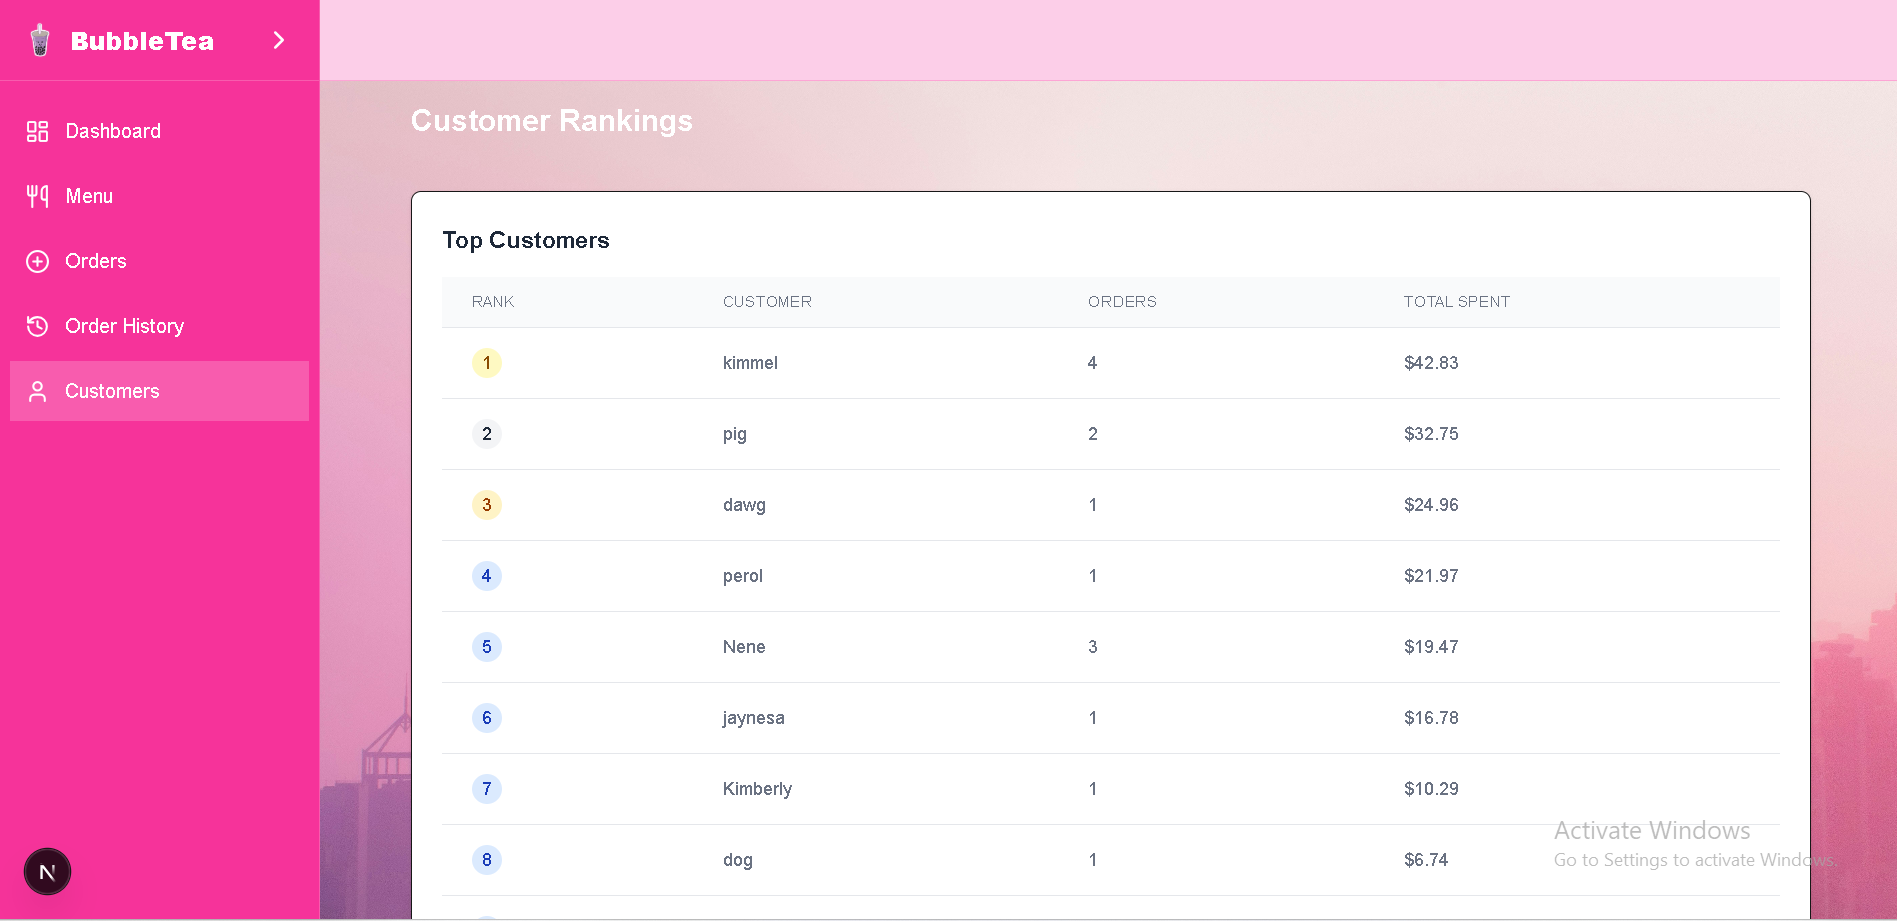 BubbleTea
Dashboard
Menu
Orders
Order History
Customers
N
Customer Rankings
Top Customers
RANK CUSTOMER ORDERS TOTAL SPENT
1 kimmel 4 $42.83
2 pig 2 $32.75
3 dawg 1 $24.96
4 perol 1 $21.97
5 Nene 3 $19.47
6 jaynesa 1 $16.78
7 Kimberly 1 $10.29
8 dog 1 $6.74
Activate Windows
Go to Settings to activate Windows.